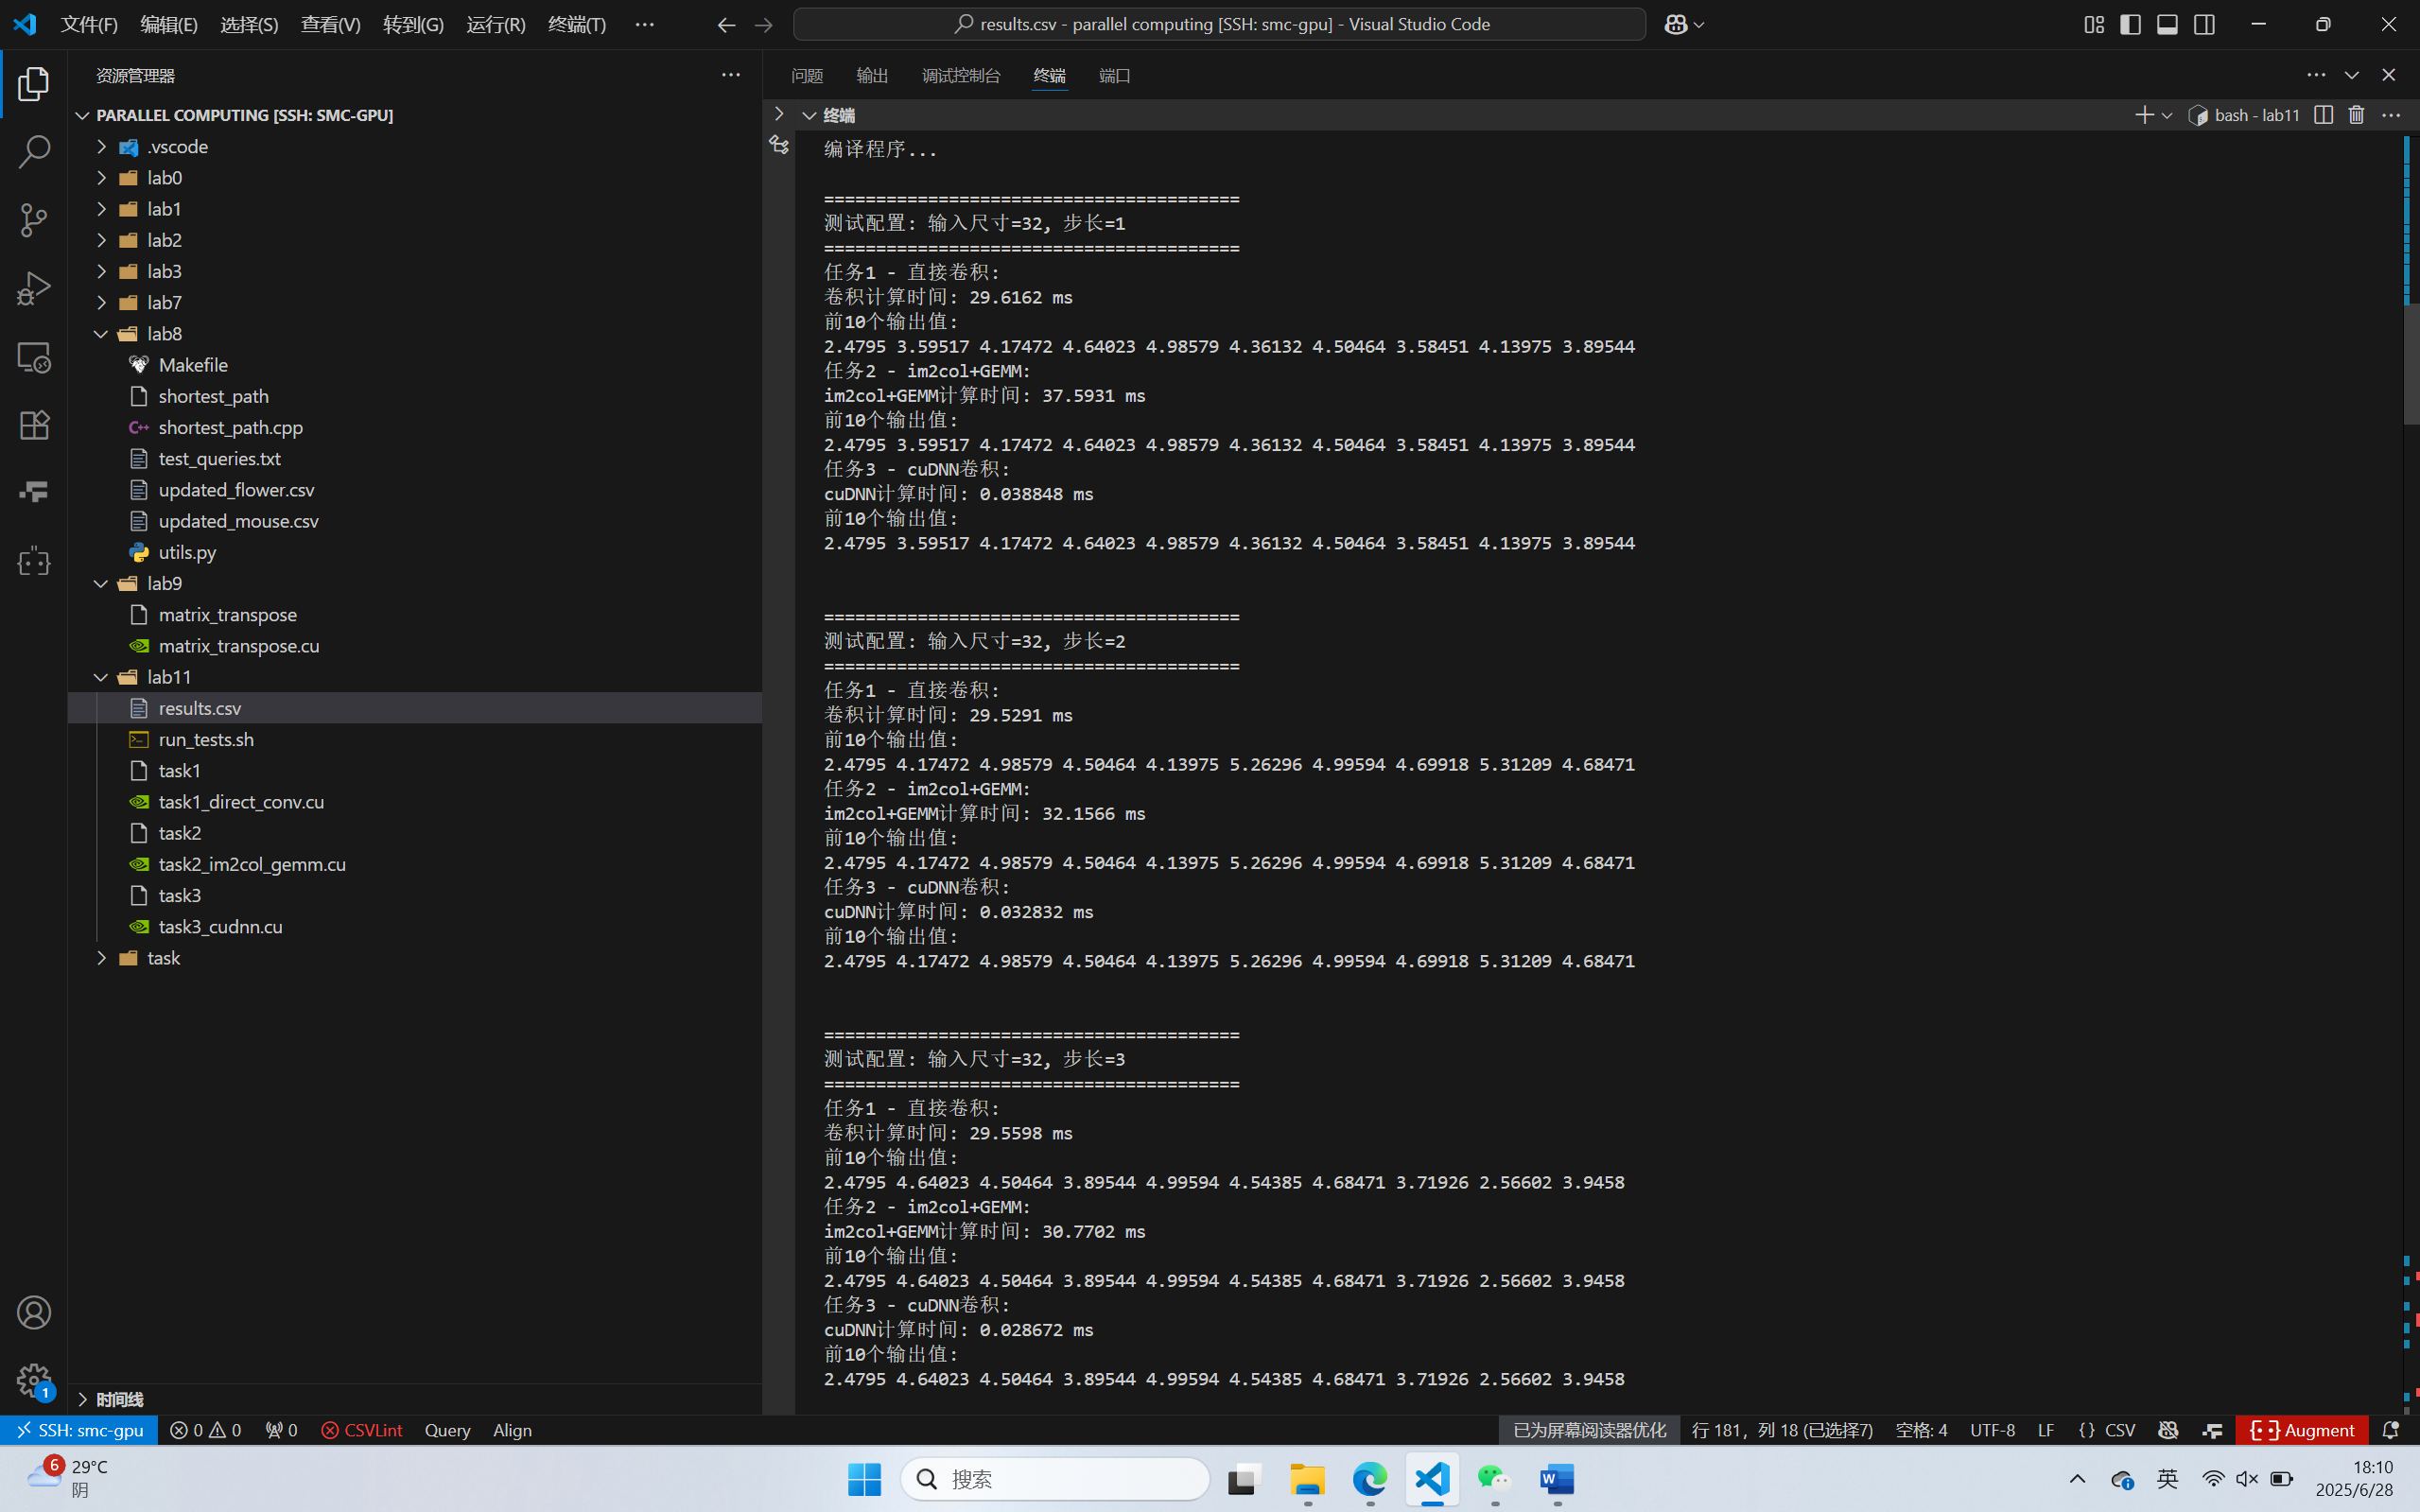 文件(F) 编辑(E) 选择(S) 查看(V) 转到(G) 运行(R) 终端(T) ···
results.csv - parallel computing [SSH: smc-gpu] - Visual Studio Code
资源管理器
PARALLEL COMPUTING [SSH: SMC-GPU]
.vscode
lab0
lab1
lab2
lab3
lab7
lab8
Makefile
shortest_path
shortest_path.cpp
test_queries.txt
updated_flower.csv
updated_mouse.csv
utils.py
lab9
matrix_transpose
matrix_transpose.cu
lab11
results.csv
run_tests.sh
task1
task1_direct_conv.cu
task2
task2_im2col_gemm.cu
task3
task3_cudnn.cu
task
时间线
问题 输出 调试控制台 终端 端口
终端
bash - lab11
编译程序...
========================================
测试配置: 输入尺寸=32, 步长=1
========================================
任务1 - 直接卷积:
卷积计算时间: 29.6162 ms
前10个输出值:
2.4795 3.59517 4.17472 4.64023 4.98579 4.36132 4.50464 3.58451 4.13975 3.89544
任务2 - im2col+GEMM:
im2col+GEMM计算时间: 37.5931 ms
前10个输出值:
2.4795 3.59517 4.17472 4.64023 4.98579 4.36132 4.50464 3.58451 4.13975 3.89544
任务3 - cuDNN卷积:
cuDNN计算时间: 0.038848 ms
前10个输出值:
2.4795 3.59517 4.17472 4.64023 4.98579 4.36132 4.50464 3.58451 4.13975 3.89544
========================================
测试配置: 输入尺寸=32, 步长=2
========================================
任务1 - 直接卷积:
卷积计算时间: 29.5291 ms
前10个输出值:
2.4795 4.17472 4.98579 4.50464 4.13975 5.26296 4.99594 4.69918 5.31209 4.68471
任务2 - im2col+GEMM:
im2col+GEMM计算时间: 32.1566 ms
前10个输出值:
2.4795 4.17472 4.98579 4.50464 4.13975 5.26296 4.99594 4.69918 5.31209 4.68471
任务3 - cuDNN卷积:
cuDNN计算时间: 0.032832 ms
前10个输出值:
2.4795 4.17472 4.98579 4.50464 4.13975 5.26296 4.99594 4.69918 5.31209 4.68471
========================================
测试配置: 输入尺寸=32, 步长=3
========================================
任务1 - 直接卷积:
卷积计算时间: 29.5598 ms
前10个输出值:
2.4795 4.64023 4.50464 3.89544 4.99594 4.54385 4.68471 3.71926 2.56602 3.9458
任务2 - im2col+GEMM:
im2col+GEMM计算时间: 30.7702 ms
前10个输出值:
2.4795 4.64023 4.50464 3.89544 4.99594 4.54385 4.68471 3.71926 2.56602 3.9458
任务3 - cuDNN卷积:
cuDNN计算时间: 0.028672 ms
前10个输出值:
2.4795 4.64023 4.50464 3.89544 4.99594 4.54385 4.68471 3.71926 2.56602 3.9458
1
SSH: smc-gpu 0 0 0 CSVLint Query Align
已为屏幕阅读器优化 行 181，列 18 (已选择7) 空格: 4 UTF-8 LF {} CSV Augment
6
29°C
阴
搜索
英
18:10
2025/6/28